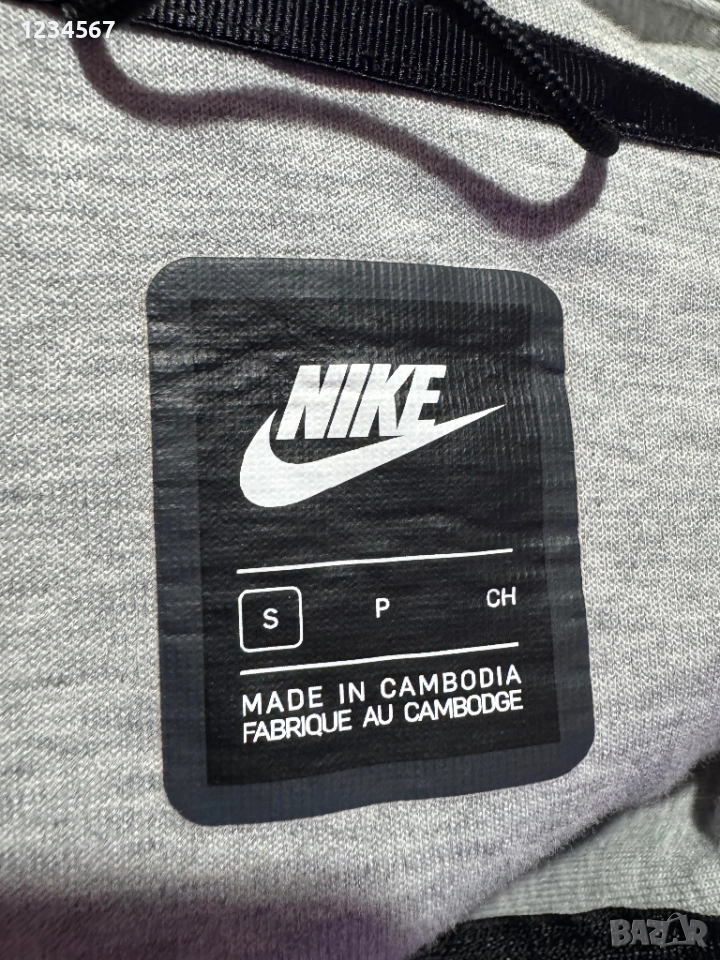 1234567
NIKE
S P CH
MADE IN CAMBODIA
FABRIQUE AU CAMBODGE
BAZAR